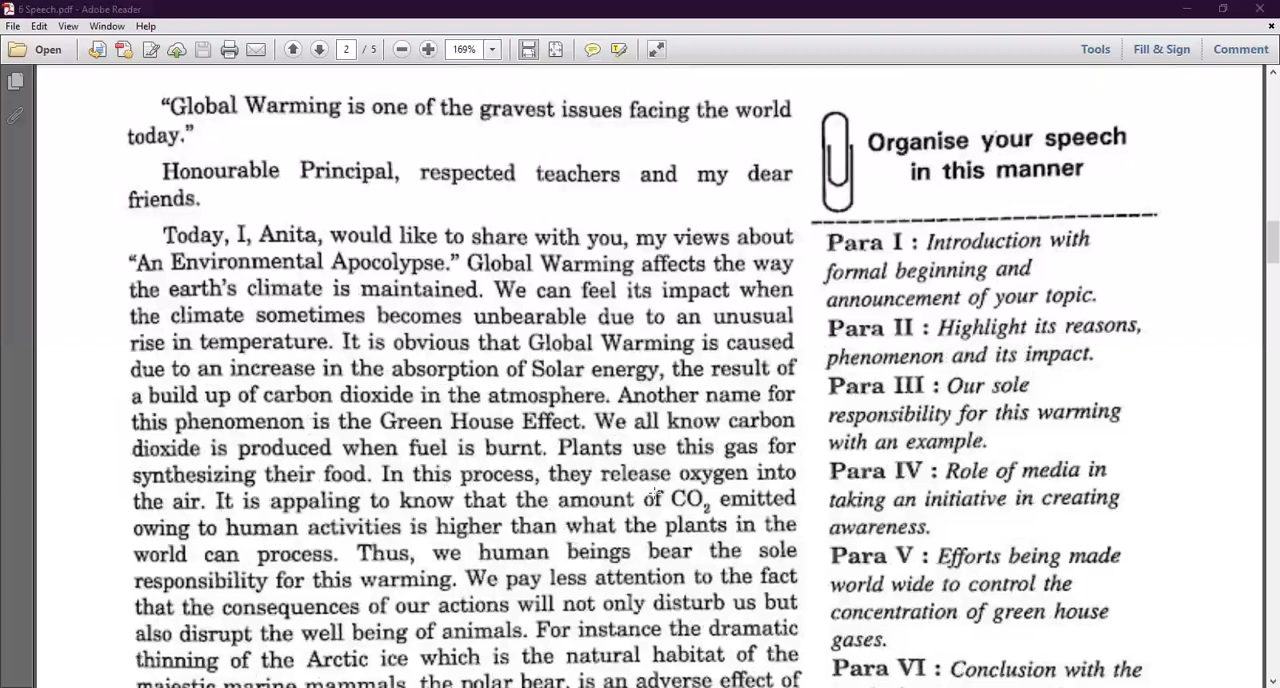 6 Speech.pdf - Adobe Reader
File Edit View Window Help
Open 2 / 5 169% Tools Fill & Sign Comment
“Global Warming is one of the gravest issues facing the world
today.”
Honourable Principal, respected teachers and my dear
friends.
Today, I, Anita, would like to share with you, my views about
“An Environmental Apocolypse.” Global Warming affects the way
the earth's climate is maintained. We can feel its impact when
the climate sometimes becomes unbearable due to an unusual
rise in temperature. It is obvious that Global Warming is caused
due to an increase in the absorption of Solar energy, the result of
a build up of carbon dioxide in the atmosphere. Another name for
this phenomenon is the Green House Effect. We all know carbon
dioxide is produced when fuel is burnt. Plants use this gas for
synthesizing their food. In this process, they release oxygen into
the air. It is appaling to know that the amount of CO₂ emitted
owing to human activities is higher than what the plants in the
world can process. Thus, we human beings bear the sole
responsibility for this warming. We pay less attention to the fact
that the consequences of our actions will not only disturb us but
also disrupt the well being of animals. For instance the dramatic
thinning of the Arctic ice which is the natural habitat of the
majestic marine mammals, the polar bear, is an adverse effect of
Organise your speech
in this manner
Para I : Introduction with
formal beginning and
announcement of your topic.
Para II : Highlight its reasons,
phenomenon and its impact.
Para III : Our sole
responsibility for this warming
with an example.
Para IV : Role of media in
taking an initiative in creating
awareness.
Para V : Efforts being made
world wide to control the
concentration of green house
gases.
Para VI : Conclusion with the